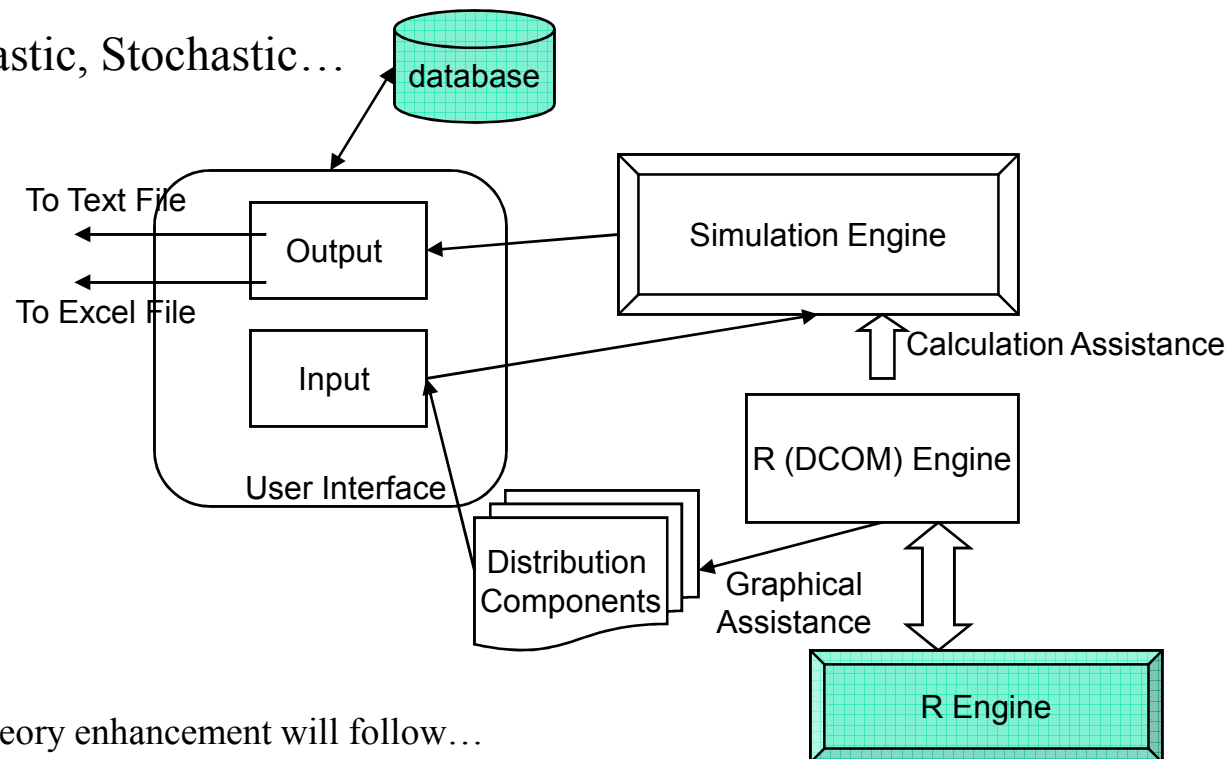 astic, Stochastic…
database
To Text File
Output
Simulation Engine
To Excel File
Input
Calculation Assistance
R (DCOM) Engine
User Interface
Distribution
Components
Graphical
Assistance
R Engine
eory enhancement will follow…